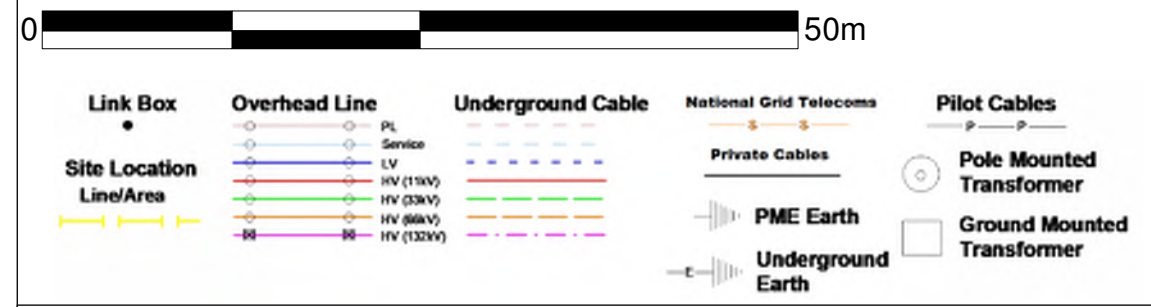 0 50m
Link Box
Site Location
Line/Area
Overhead Line
PL
Service
LV
HV (11kV)
HV (33kV)
HV (66kV)
HV (132kV)
Underground Cable
National Grid Telecoms
Private Cables
PME Earth
E
Underground
Earth
Pilot Cables
P P
Pole Mounted
Transformer
Ground Mounted
Transformer